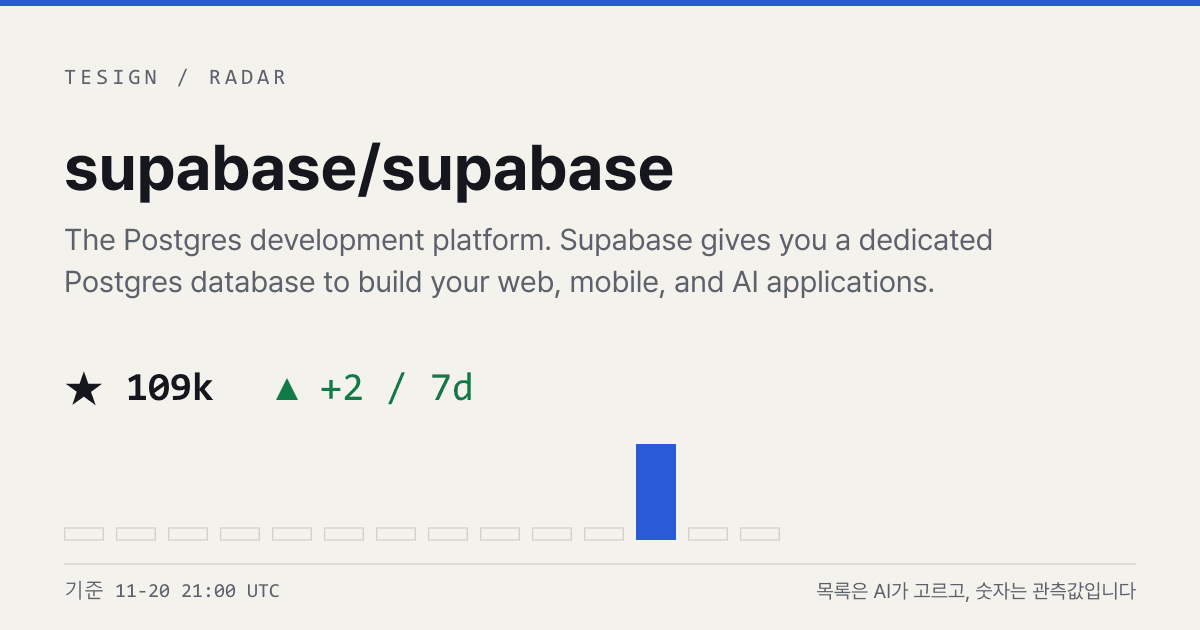 TESIGN / RADAR
supabase/supabase
The Postgres development platform. Supabase gives you a dedicated
Postgres database to build your web, mobile, and AI applications.
★ 109k ▲ +2 / 7d
기준 11-20 21:00 UTC
목록은 AI가 고르고, 숫자는 관측값입니다